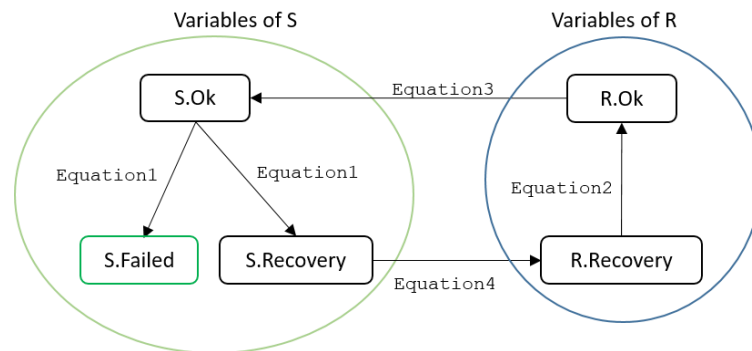 Variables of S
Variables of R
S.Ok
Equation3
R.Ok
Equation1
Equation1
Equation2
S.Failed
S.Recovery
R.Recovery
Equation4